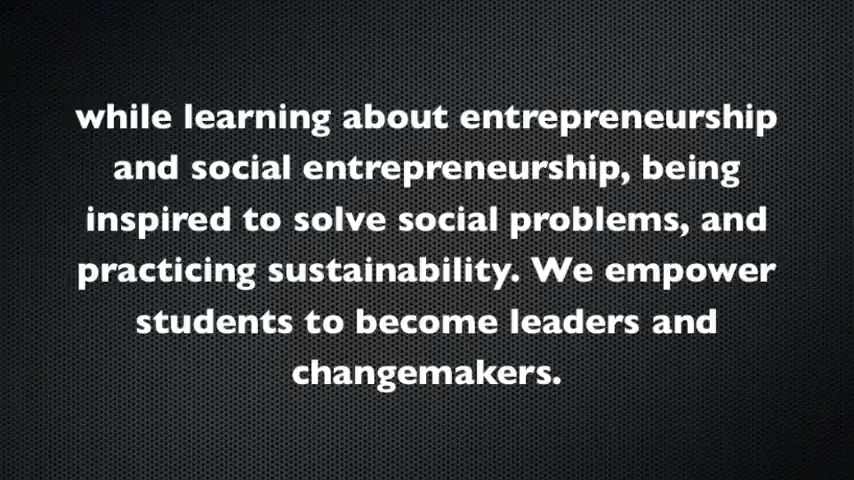 while learning about entrepreneurship
and social entrepreneurship, being
inspired to solve social problems, and
practicing sustainability. We empower
students to become leaders and
changemakers.